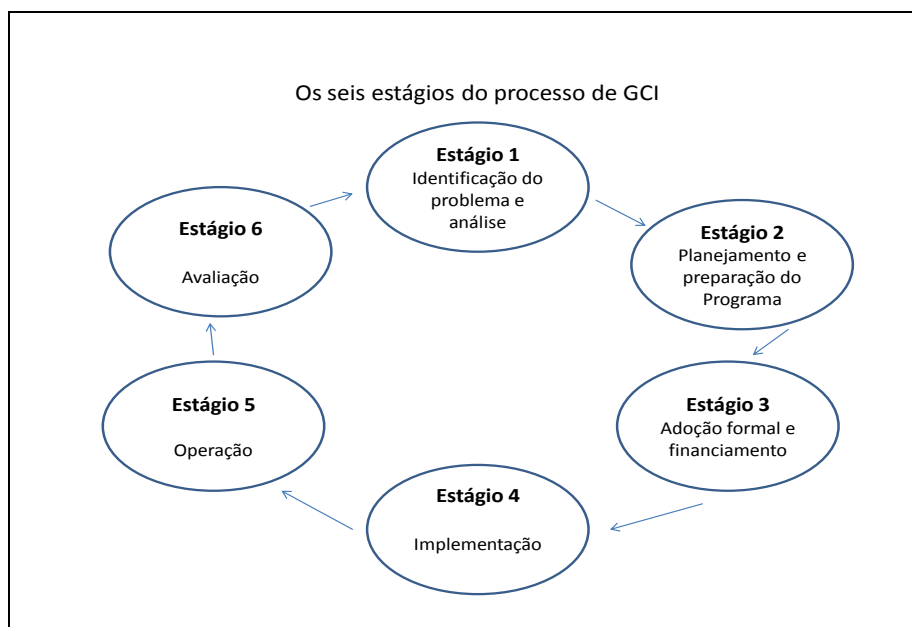 Os seis estágios do processo de GCI
Estágio 1
Identificação do
problema e
análise
Estágio 2
Planejamento e
preparação do
Programa
Estágio 3
Adoção formal e
financiamento
Estágio 4
Implementação
Estágio 5
Operação
Estágio 6
Avaliação